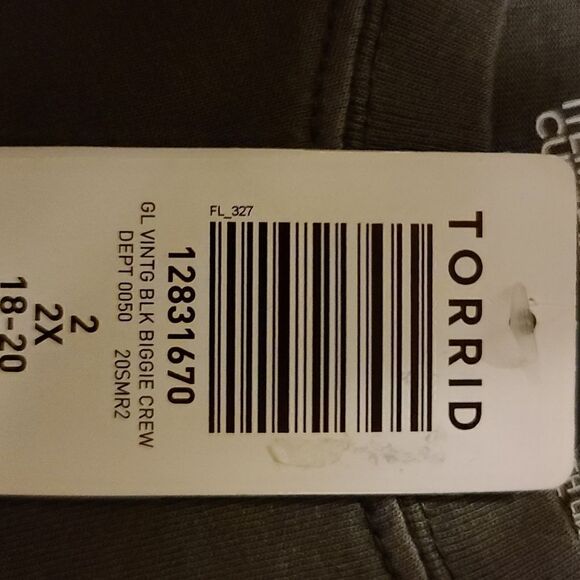 TORRID
FL_327
12831670
GL VINTG BLK BIGGIE CREW
DEPT 0050 20SMR2
2
2X
18-20